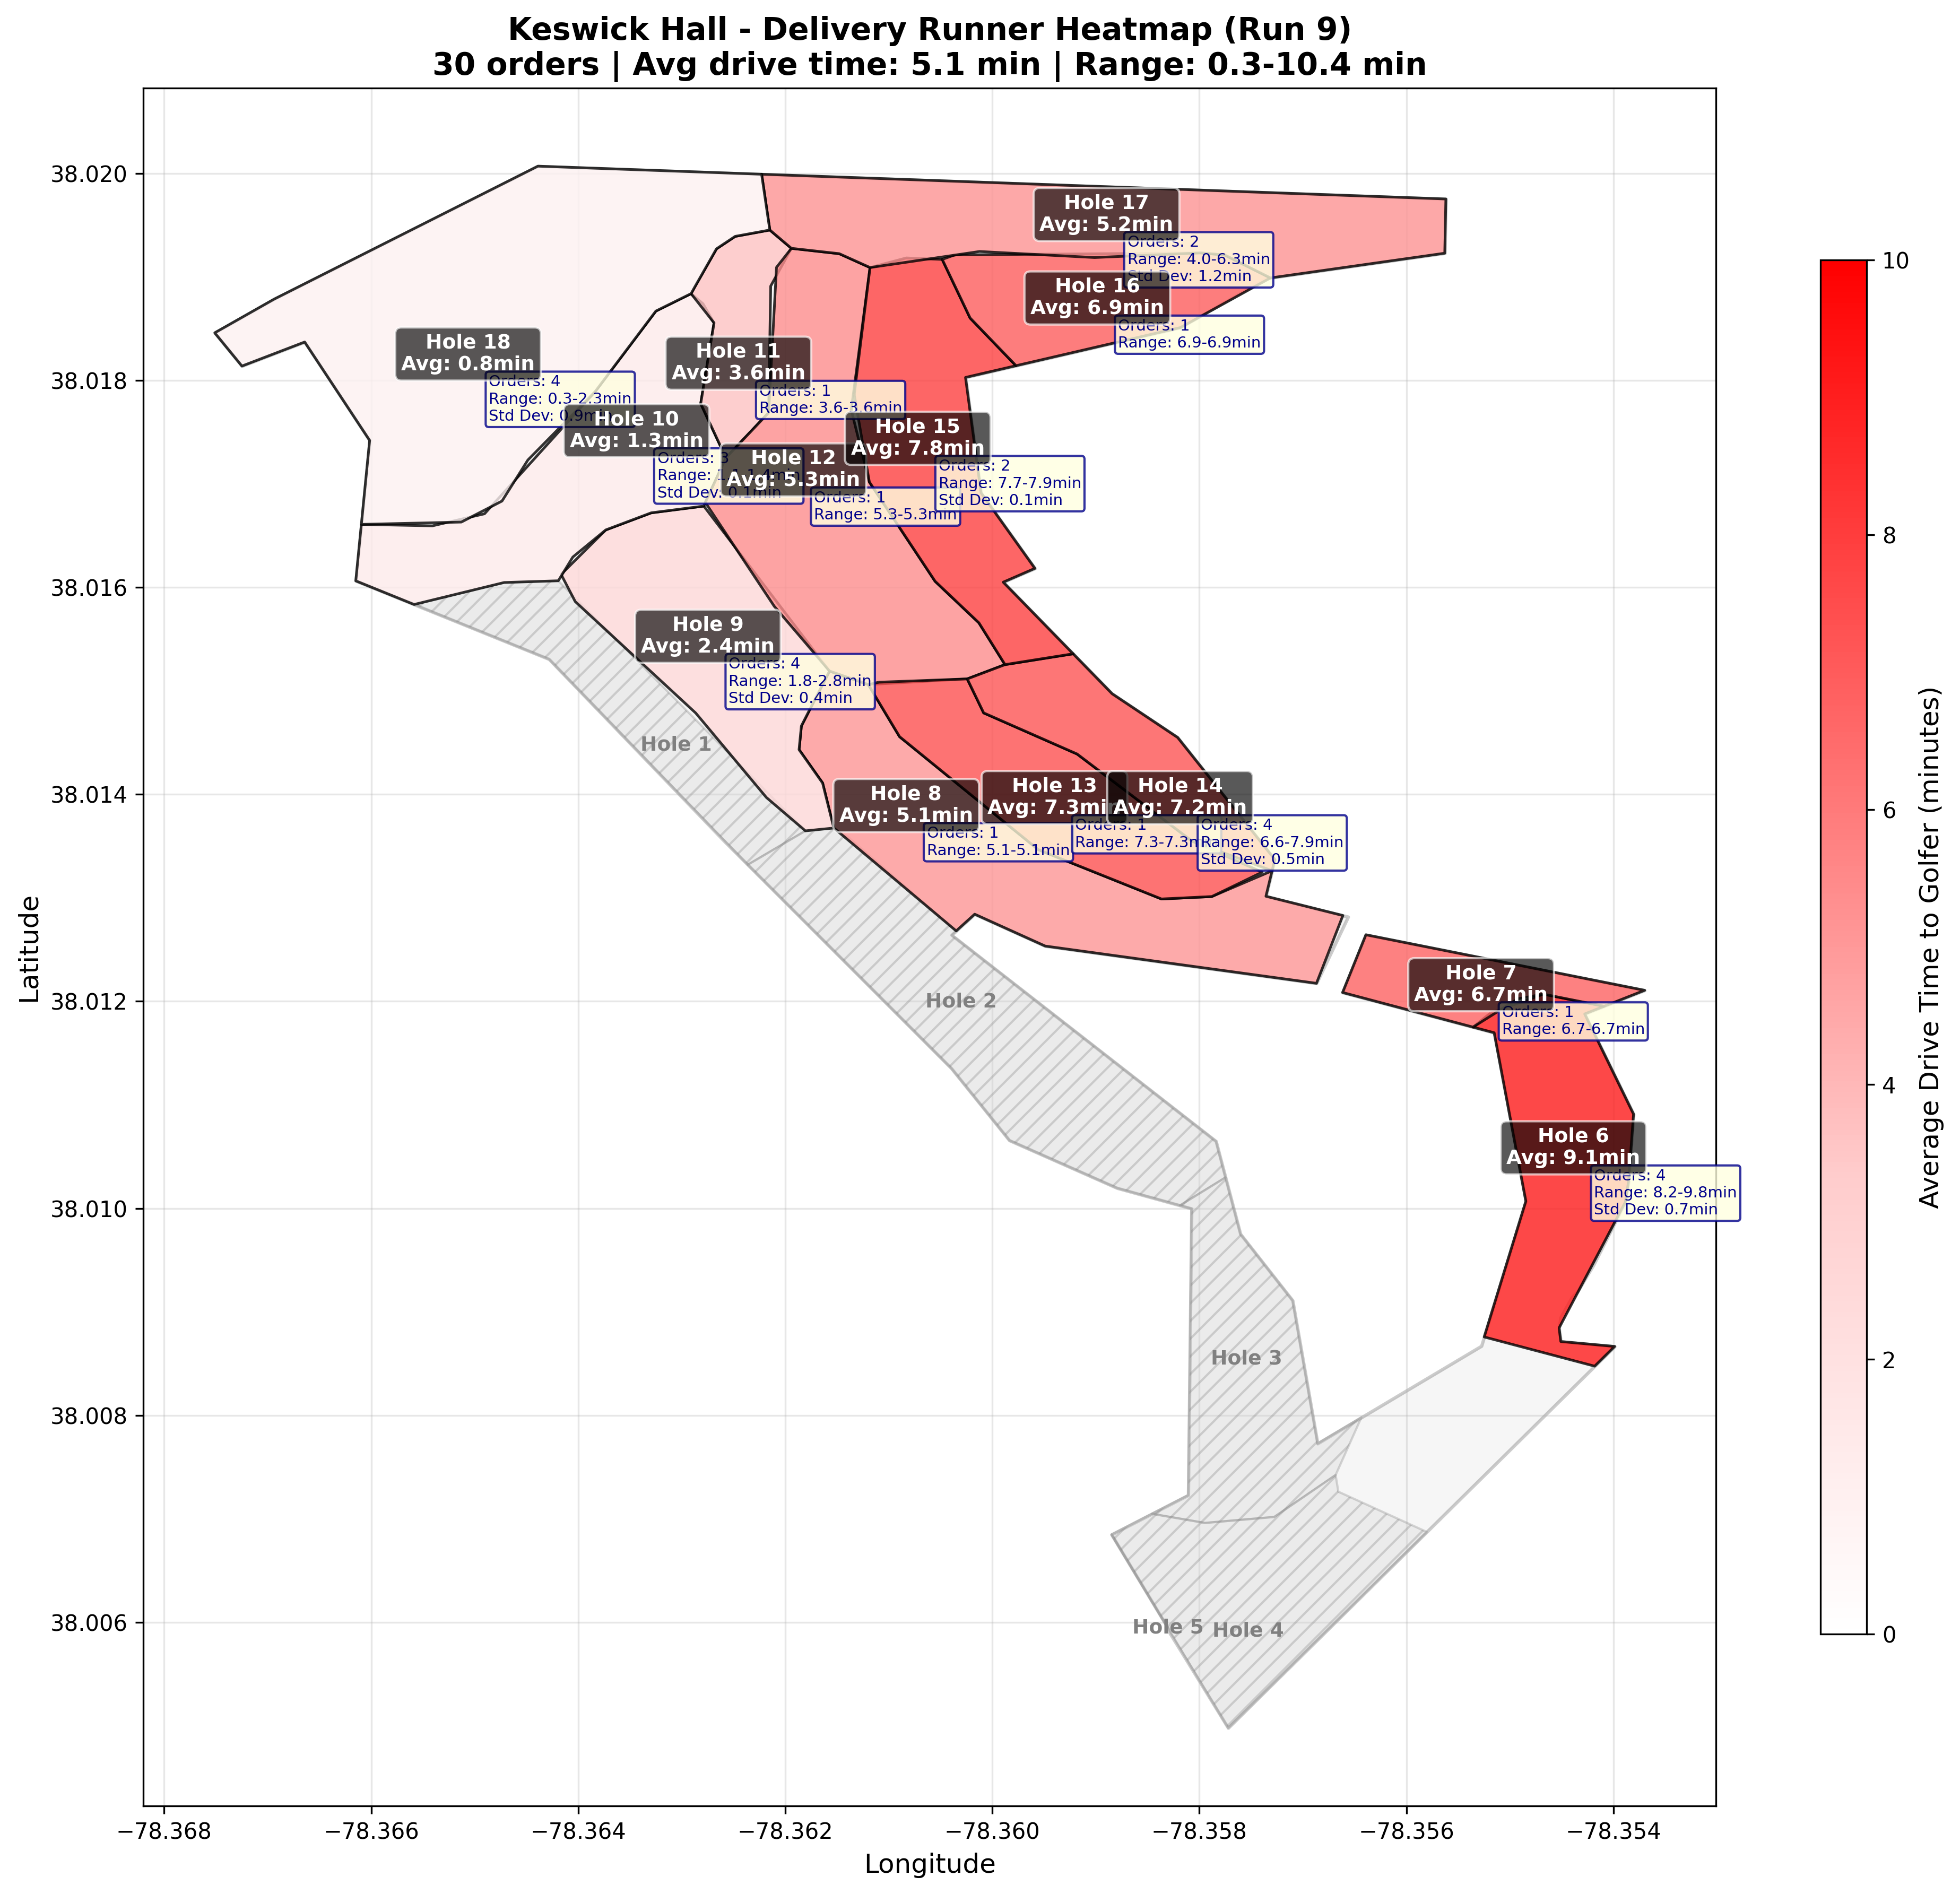 Keswick Hall - Delivery Runner Heatmap (Run 9)
30 orders | Avg drive time: 5.1 min | Range: 0.3-10.4 min
Hole 17
Avg: 5.2min
Orders: 2
Range: 4.0-6.3min
Std Dev: 1.2min
Hole 16
Avg: 6.9min
Orders: 1
Range: 6.9-6.9min
Hole 18
Avg: 0.8min
Orders: 4
Range: 0.3-2.3min
Std Dev: 0.9min
Hole 11
Avg: 3.6min
Orders: 1
Range: 3.6-3.6min
Hole 10
Avg: 1.3min
Orders: 3
Range:
Std Dev: 0.1min
Hole 15
Avg: 7.8min
Orders: 2
Range: 7.7-7.9min
Std Dev: 0.1min
Hole 12
Avg: 5.3min
Orders: 1
Range: 5.3-5.3min
Hole 9
Avg: 2.4min
Orders: 4
Range: 1.8-2.8min
Std Dev: 0.4min
Hole 1
Hole 8
Avg: 5.1min
Orders: 1
Range: 5.1-5.1min
Hole 13
Avg: 7.3min
Orders: 1
Range: 7.3-7.3m
Hole 14
Avg: 7.2min
Orders: 4
Range: 6.6-7.9min
Std Dev: 0.5min
Hole 2
Hole 7
Avg: 6.7min
Orders: 1
Range: 6.7-6.7min
Hole 6
Avg: 9.1min
Orders: 4
Range: 8.2-9.8min
Std Dev: 0.7min
Hole 3
Hole 5
Hole 4
38.020
38.018
38.016
38.014
38.012
38.010
38.008
38.006
Latitude
−78.368
−78.366
−78.364
−78.362
−78.360
−78.358
−78.356
−78.354
Longitude
10
8
6
4
2
0
Average Drive Time to Golfer (minutes)